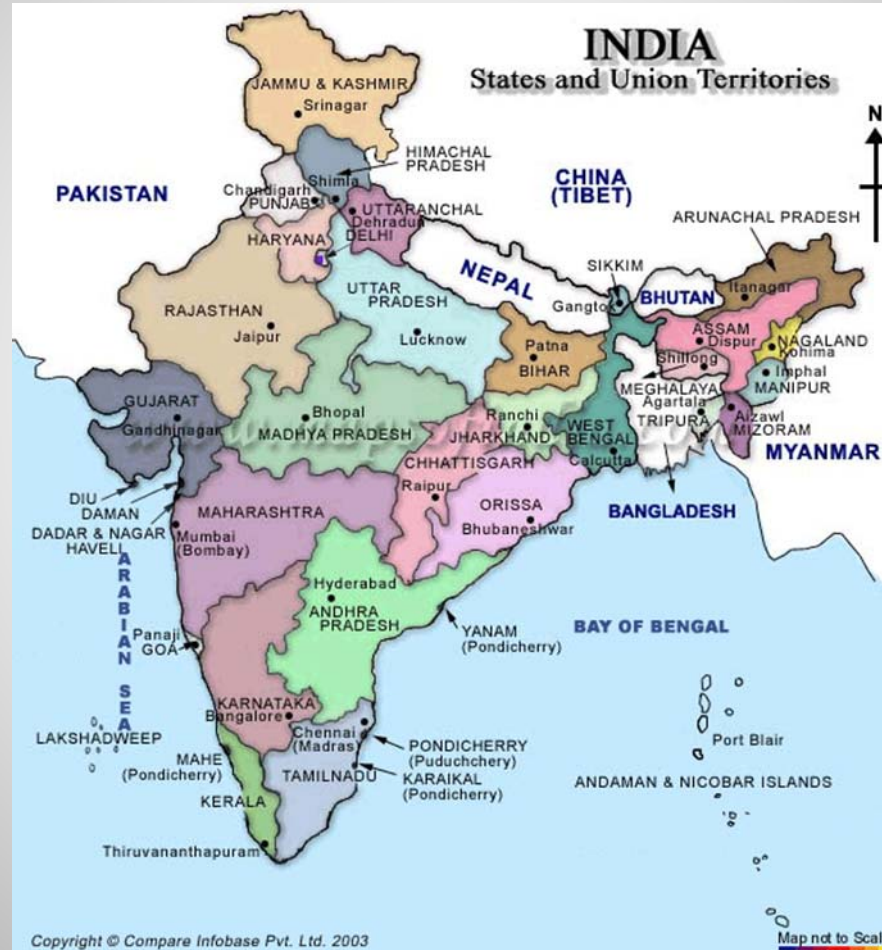 INDIA
States and Union Territories
N
JAMMU & KASHMIR
Srinagar
HIMACHAL
PRADESH
Shimla
PAKISTAN
Chandigarh
PUNJAB
CHINA
(TIBET)
UTTARANCHAL
Dehradun
ARUNACHAL PRADESH
HARYANA
DELHI
NEPAL
SIKKIM
Gangtok
BHUTAN
Itanagar
RAJASTHAN
Jaipur
UTTAR
PRADESH
Lucknow
ASSAM
Dispur
NAGALAND
Kohima
Patna
BIHAR
Shillong
MEGHALAYA
Imphal
MANIPUR
GUJARAT
Gandhinagar
Bhopal
MADHYA PRADESH
Ranchi
JHARKHAND
WEST
BENGAL
Calcutta
Agartala
TRIPURA
Aizawl
MIZORAM
MYANMAR
CHHATTISGARH
Raipur
DIU
DAMAN
DADAR & NAGAR
HAVELI
MAHARASHTRA
Mumbai
(Bombay)
ORISSA
Bhubaneshwar
BANGLADESH
ARABIAN SEA
Hyderabad
ANDHRA
PRADESH
YANAM
(Pondicherry)
BAY OF BENGAL
Panaji
GOA
KARNATAKA
Bangalore
Chennai
(Madras)
LAKSHADWEEP
MAHE
(Pondicherry)
PONDICHERRY
(Puduchchery)
TAMILNADU
KARAIKAL
(Pondicherry)
Port Blair
ANDAMAN & NICOBAR ISLANDS
KERALA
Thiruvananthapuram
Copyright © Compare Infobase Pvt. Ltd. 2003
Map not to Scal